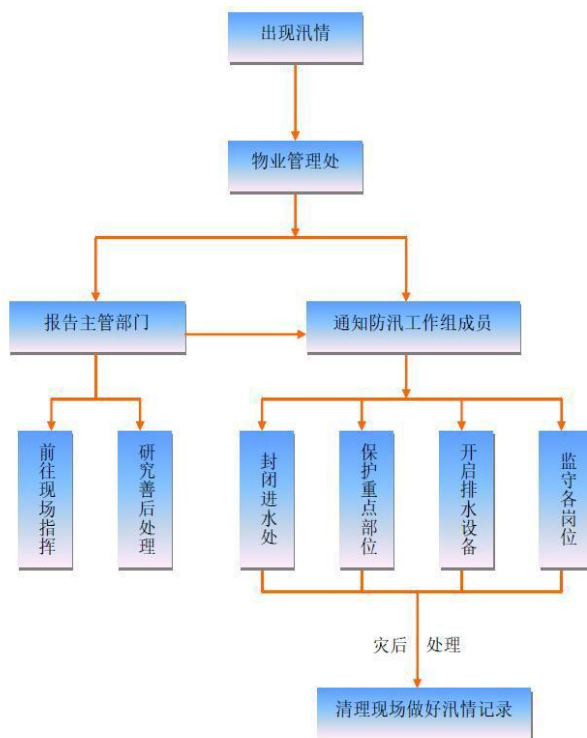 出现汛情
物业管理处
报告主管部门
通知防汛工作组成员
前往现场指挥
研究善后处理
封闭进水处
保护重点部位
开启排水设备
监守各岗位
灾后 处理
清理现场做好汛情记录